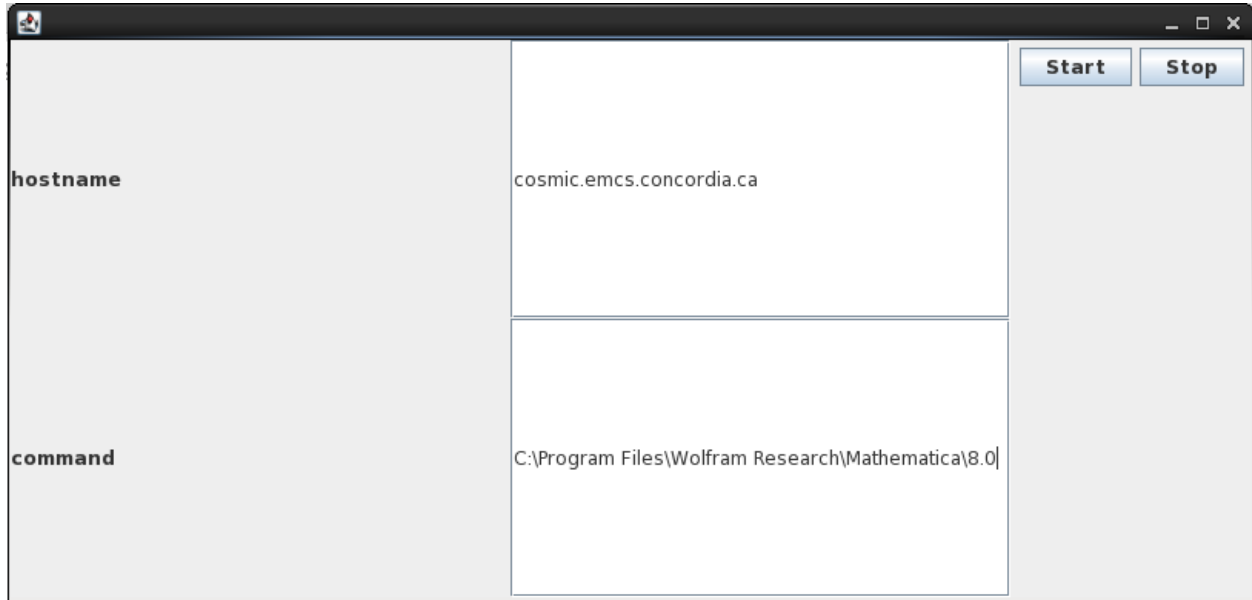 Start Stop
hostname cosmic.emcs.concordia.ca
command C:\Program Files\Wolfram Research\Mathematica\8.0